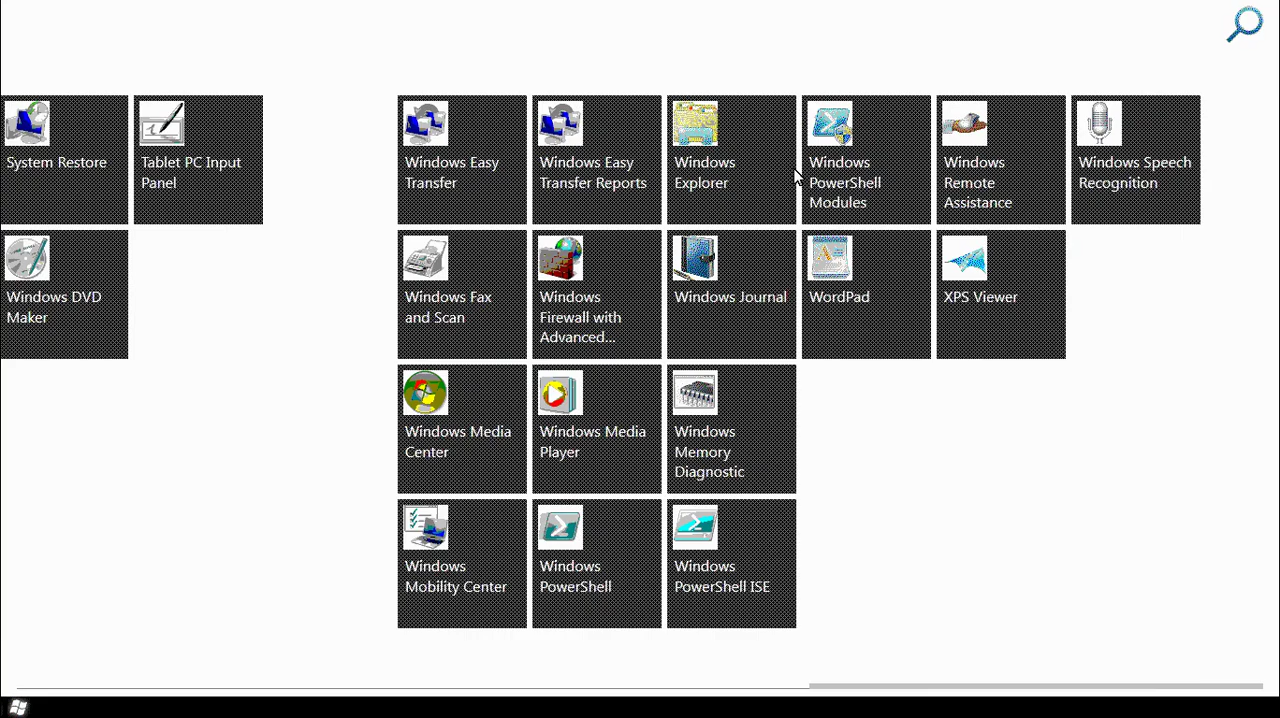 System Restore
Tablet PC Input
Panel
Windows Easy
Transfer
Windows Easy
Transfer Reports
Windows
Explorer
Windows
PowerShell
Modules
Windows
Remote
Assistance
Windows Speech
Recognition
Windows DVD
Maker
Windows Fax
and Scan
Windows
Firewall with
Advanced...
Windows Journal
WordPad
XPS Viewer
Windows Media
Center
Windows Media
Player
Windows
Memory
Diagnostic
Windows
Mobility Center
Windows
PowerShell
Windows
PowerShell ISE